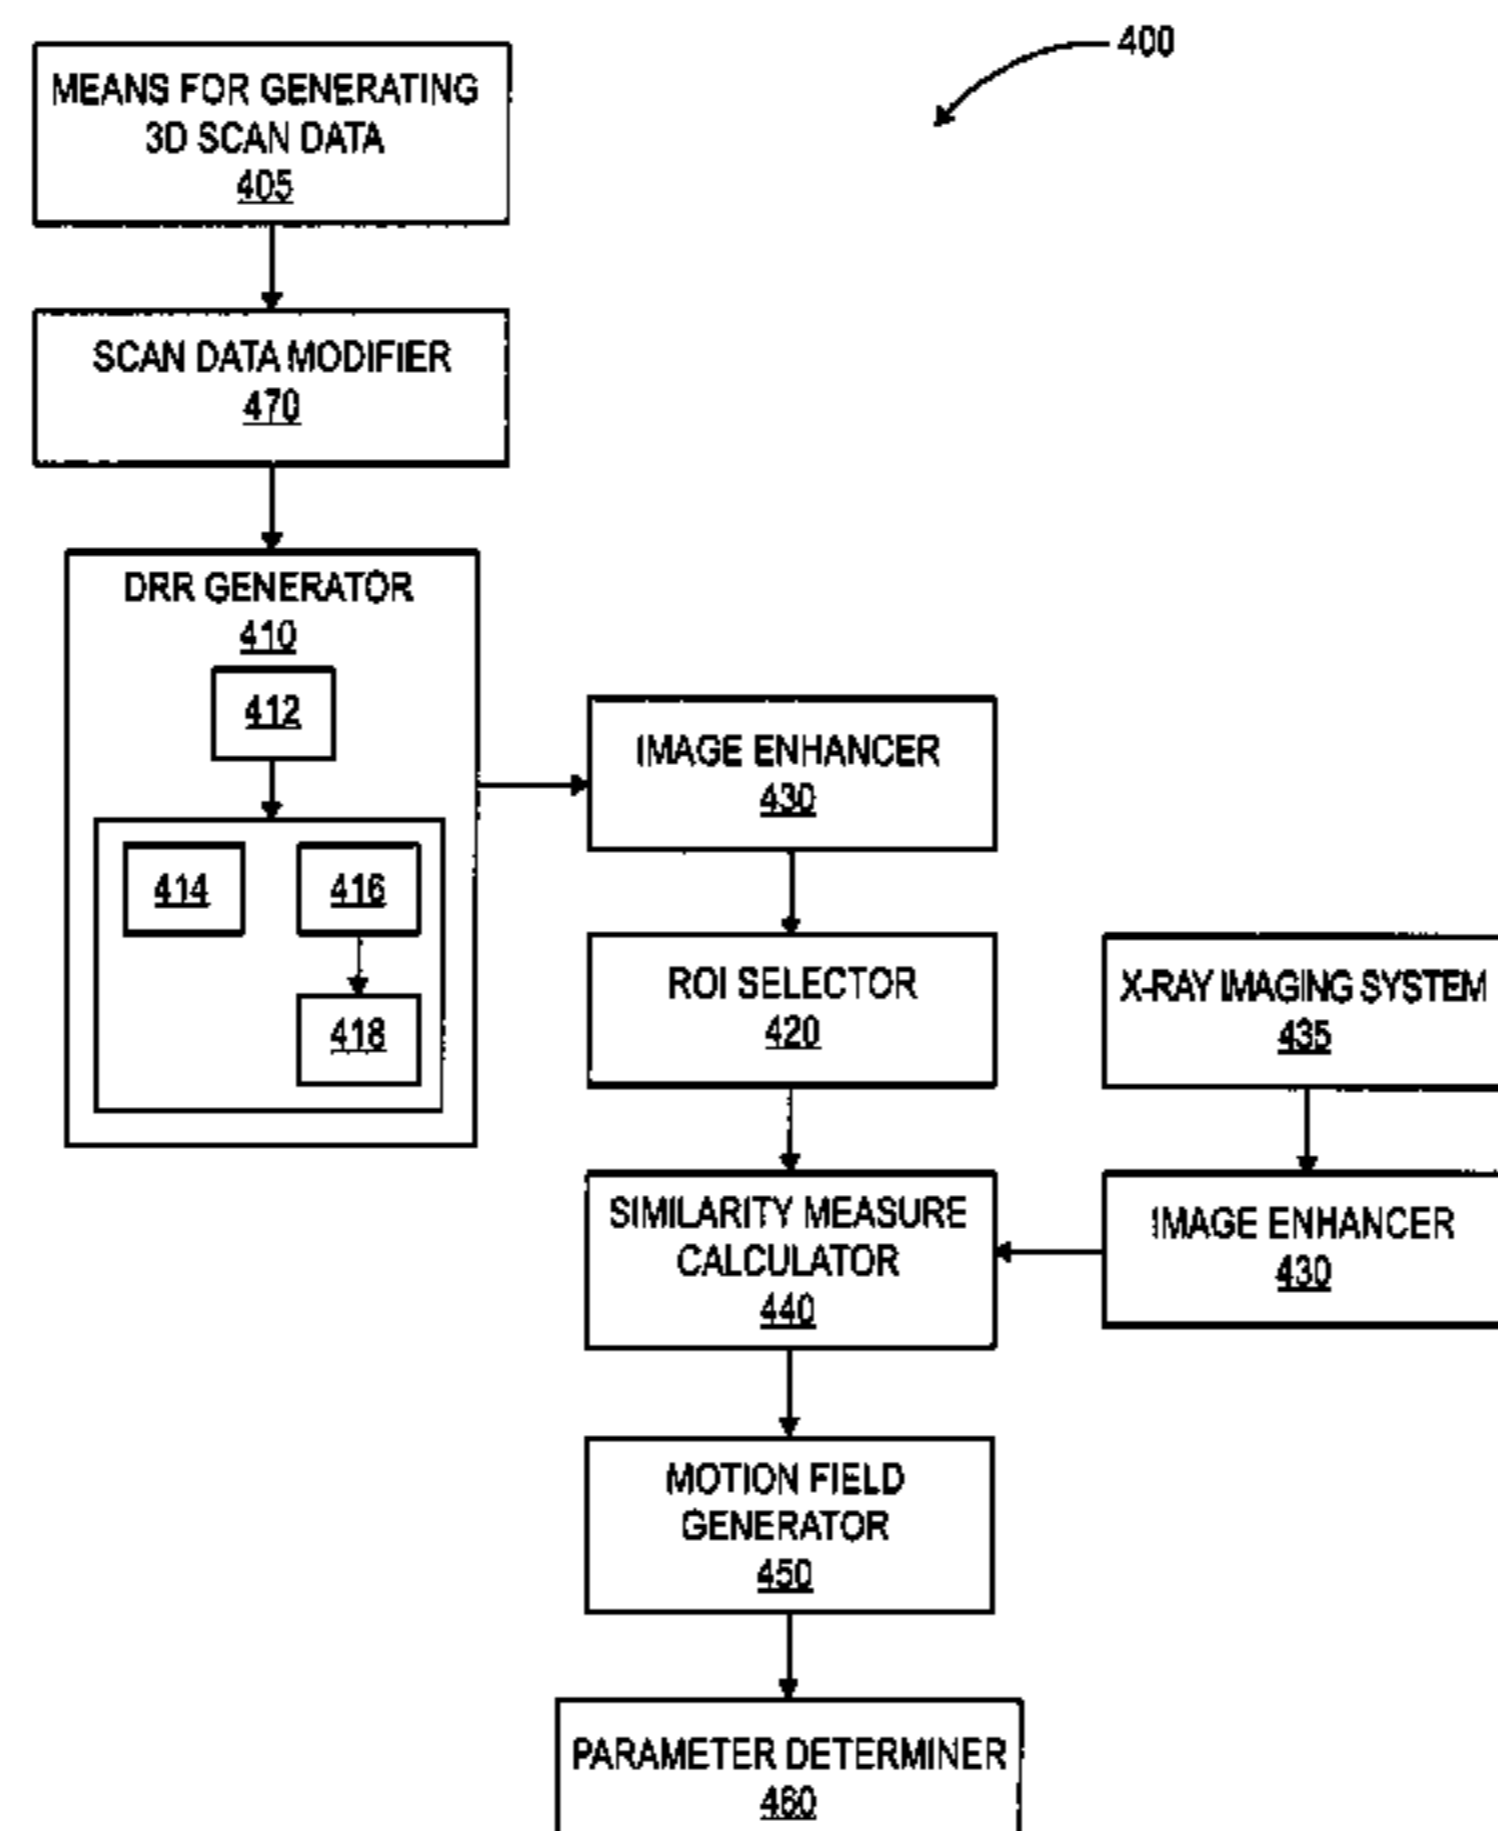 400
MEANS FOR GENERATING
3D SCAN DATA
405
SCAN DATA MODIFIER
470
DRR GENERATOR
410
412
414
416
418
IMAGE ENHANCER
430
ROI SELECTOR
420
X-RAY IMAGING SYSTEM
435
SIMILARITY MEASURE
CALCULATOR
440
IMAGE ENHANCER
430
MOTION FIELD
GENERATOR
450
PARAMETER DETERMINER
460